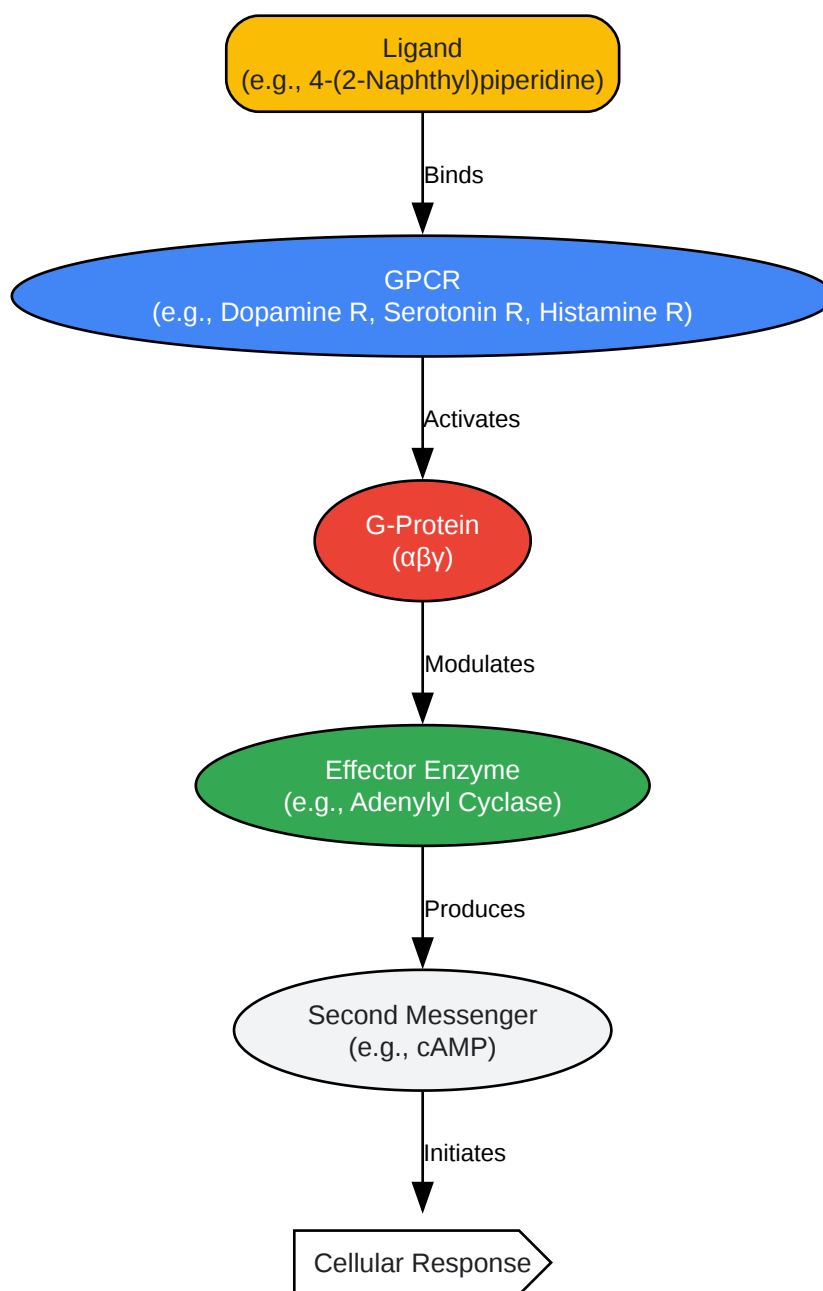 Ligand
(e.g., 4-(2-Naphthyl)piperidine)
Binds
GPCR
(e.g., Dopamine R, Serotonin R, Histamine R)
Activates
G-Protein
(αβγ)
Modulates
Effector Enzyme
(e.g., Adenylyl Cyclase)
Produces
Second Messenger
(e.g., cAMP)
Initiates
Cellular Response